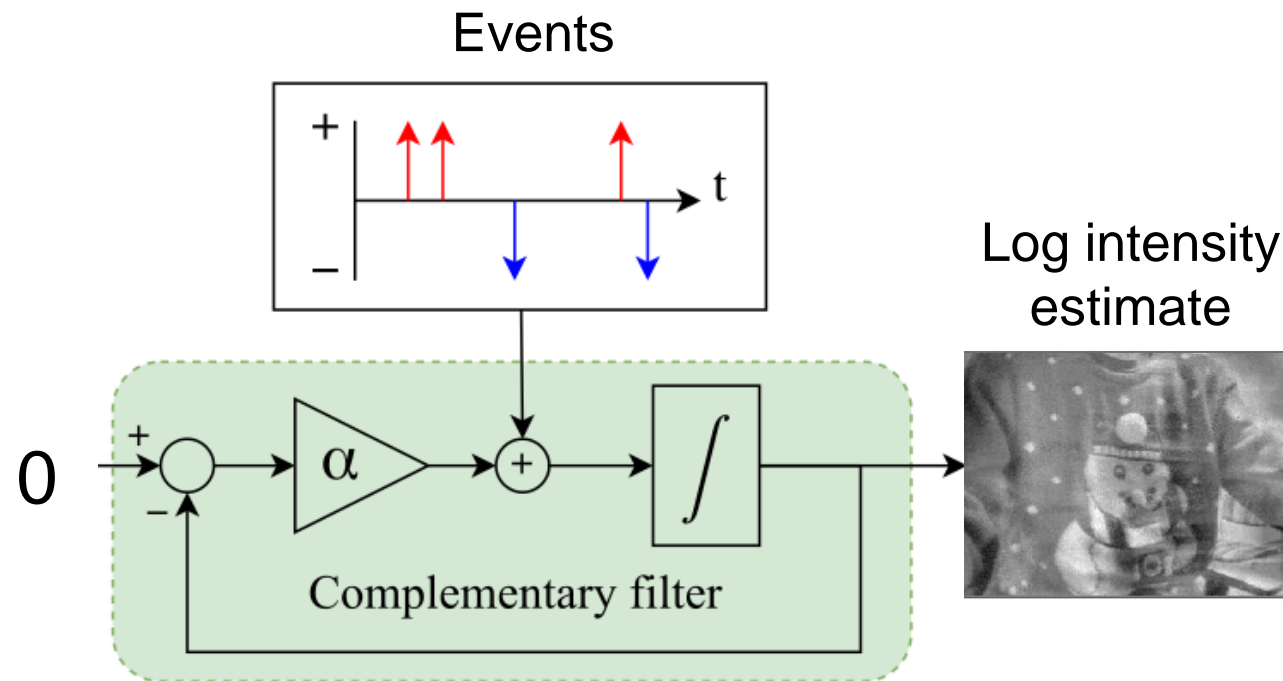 Events
+
t
−
Log intensity
estimate
+
0
α
+
∫
−
Complementary filter